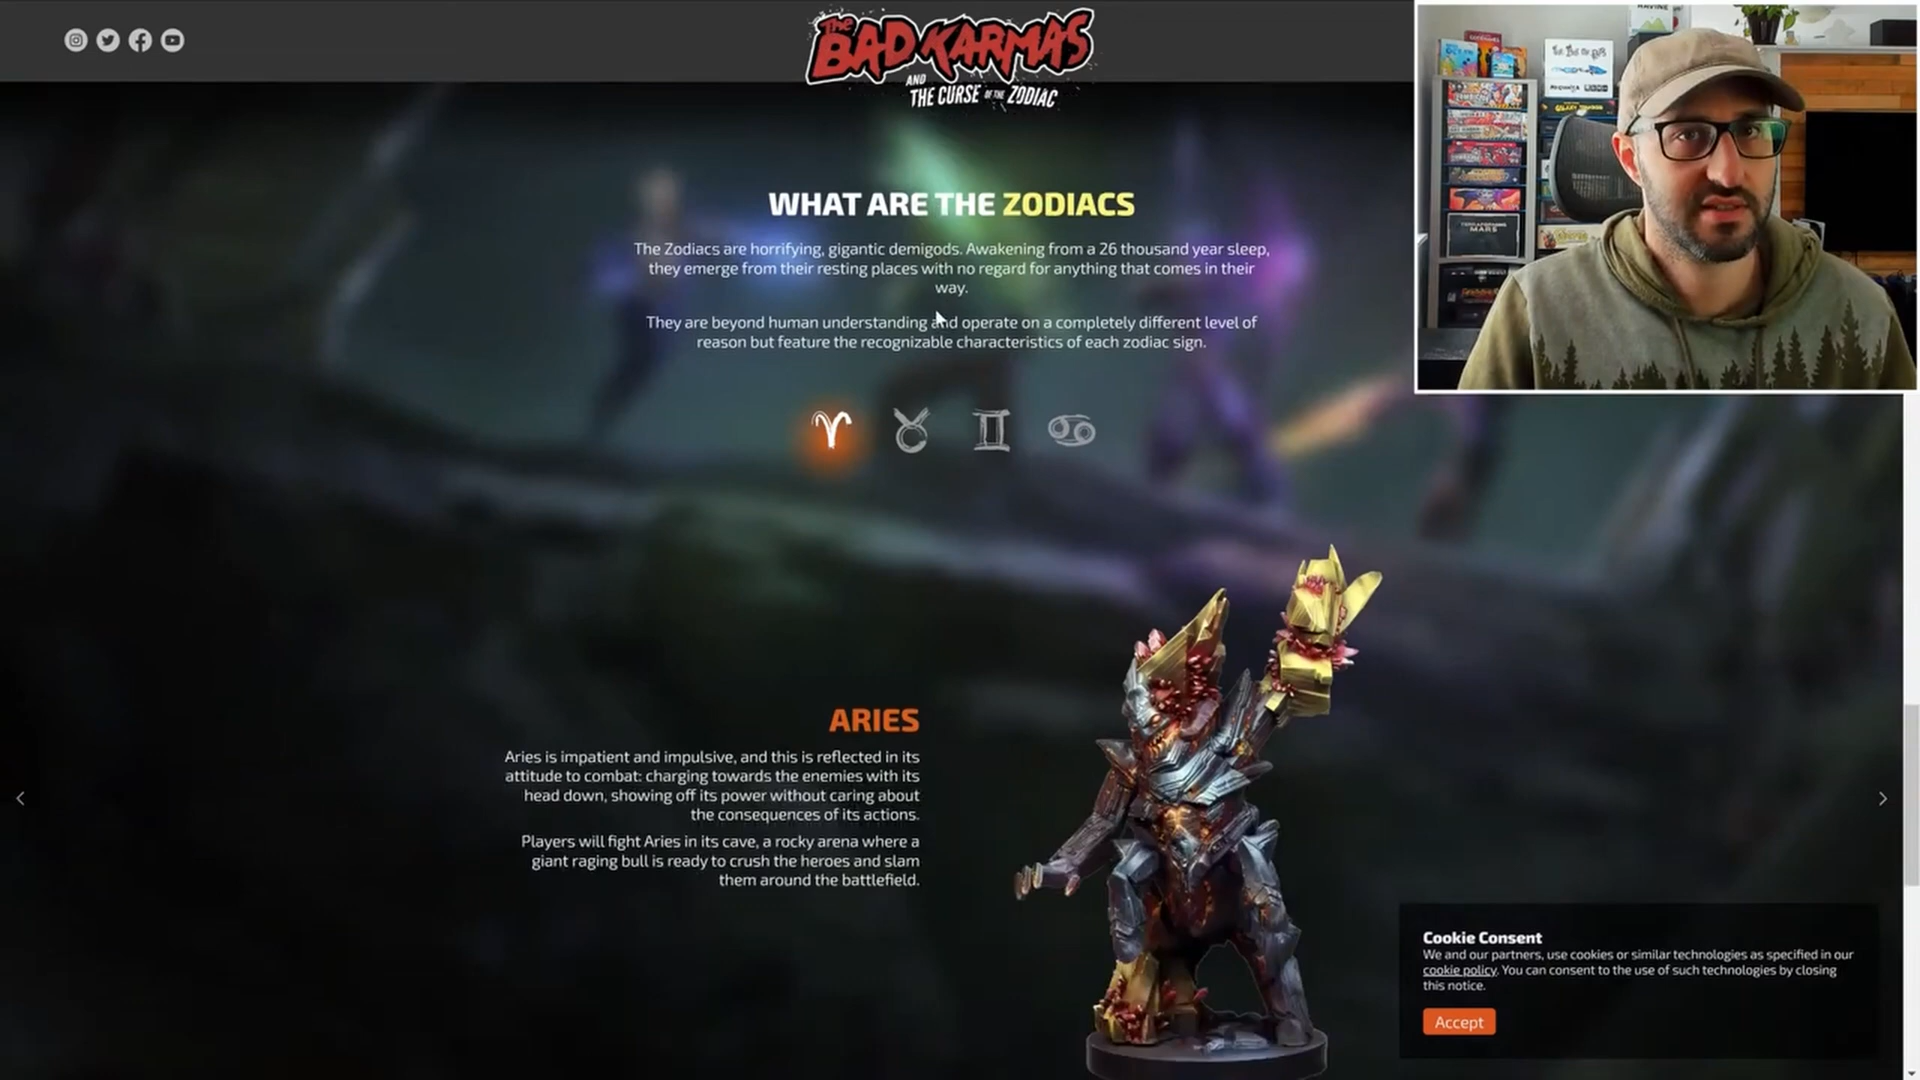 The
BAD KARMAS
AND
THE CURSE OF THE ZODIAC
WHAT ARE THE ZODIACS
The Zodiacs are horrifying, gigantic demigods. Awakening from a 26 thousand year sleep,
they emerge from their resting places with no regard for anything that comes in their
way.
They are beyond human understanding and operate on a completely different level of
reason but feature the recognizable characteristics of each zodiac sign.
ARIES
Aries is impatient and impulsive, and this is reflected in its
attitude to combat: charging towards the enemies with its
head down, showing off its power without caring about
the consequences of its actions.
Players will fight Aries in its cave, a rocky arena where a
giant raging bull is ready to crush the heroes and slam
them around the battlefield.
Cookie Consent
We and our partners, use cookies or similar technologies as specified in our
cookie policy. You can consent to the use of such technologies by closing
this notice.
Accept
RAVINE
TERRAFORMING
MARS